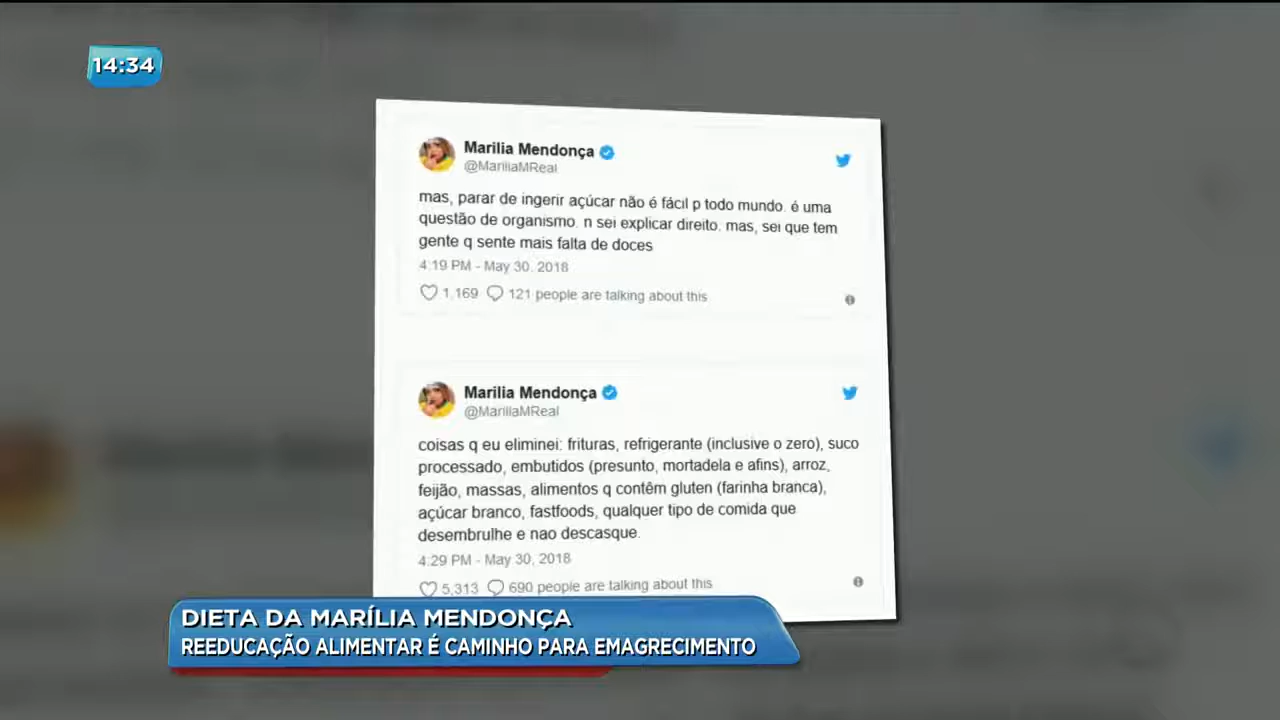 14:34
Marilia Mendonça
@MariliaMReal
mas, parar de ingerir açúcar não é fácil p todo mundo. é uma
questão de organismo. n sei explicar direito. mas, sei que tem
gente q sente mais falta de doces
4:19 PM - May 30, 2018
1,169 121 people are talking about this
Marilia Mendonça
@MariliaMReal
coisas q eu eliminei: frituras, refrigerante (inclusive o zero), suco
processado, embutidos (presunto, mortadela e afins), arroz,
feijão, massas, alimentos q contêm gluten (farinha branca),
açúcar branco, fastfoods, qualquer tipo de comida que
desembrulhe e nao descasque.
4:29 PM - May 30, 2018
5,313 690 people are talking about this
DIETA DA MARÍLIA MENDONÇA
REEDUCAÇÃO ALIMENTAR É CAMINHO PARA EMAGRECIMENTO